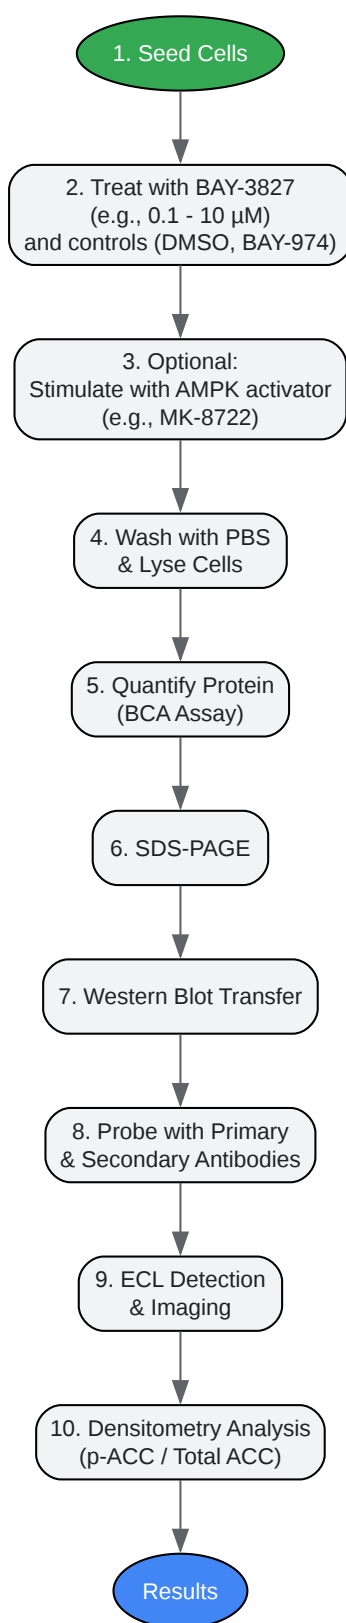 1. Seed Cells
2. Treat with BAY-3827
(e.g., 0.1 - 10 µM)
and controls (DMSO, BAY-974)
3. Optional:
Stimulate with AMPK activator
(e.g., MK-8722)
4. Wash with PBS
& Lyse Cells
5. Quantify Protein
(BCA Assay)
6. SDS-PAGE
7. Western Blot Transfer
8. Probe with Primary
& Secondary Antibodies
9. ECL Detection
& Imaging
10. Densitometry Analysis
(p-ACC / Total ACC)
Results